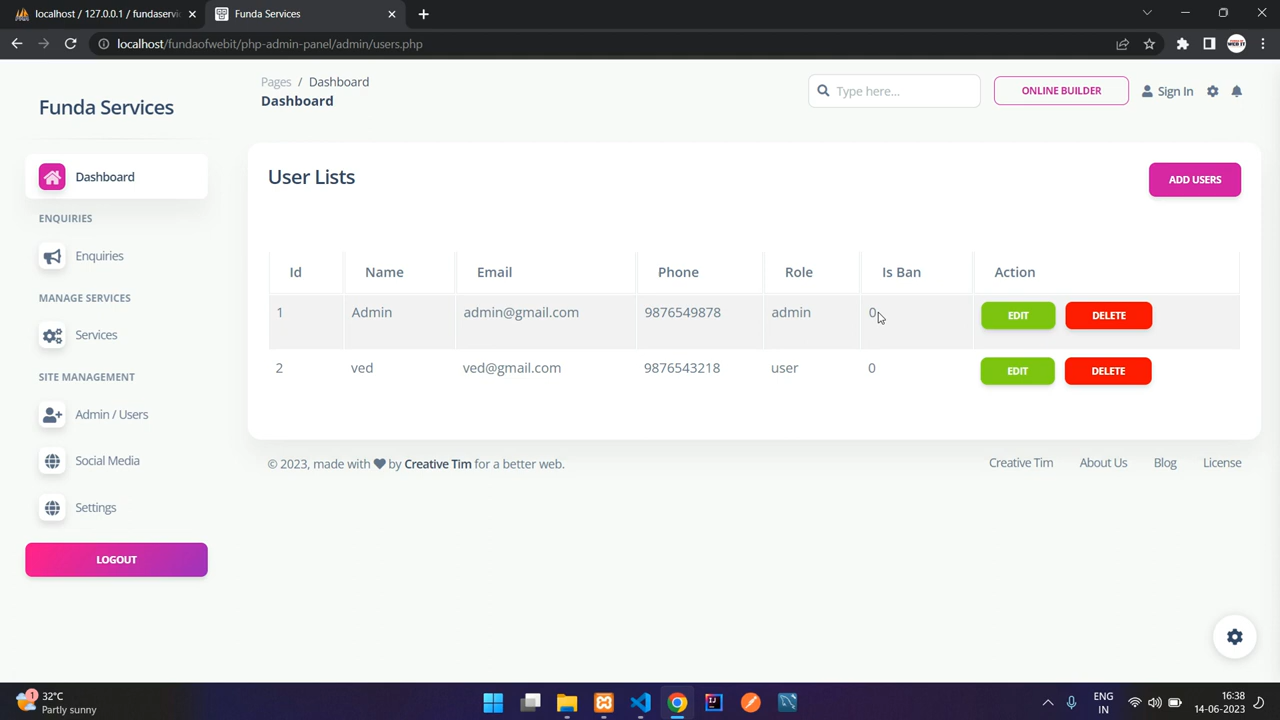 localhost / 127.0.0.1 / fundaservic
Funda Services
localhost/fundaofwebit/php-admin-panel/admin/users.php
Funda Services
Pages / Dashboard
Dashboard
Type here...
ONLINE BUILDER
Sign In
Dashboard
ENQUIRIES
Enquiries
MANAGE SERVICES
Services
SITE MANAGEMENT
Admin / Users
Social Media
Settings
LOGOUT
User Lists
ADD USERS
Id Name Email Phone Role Is Ban Action
1 Admin admin@gmail.com 9876549878 admin 0 EDIT DELETE
2 ved ved@gmail.com 9876543218 user 0 EDIT DELETE
© 2023, made with by Creative Tim for a better web.
Creative Tim About Us Blog License
1
32°C
Partly sunny
ENG
IN
16:38
14-06-2023